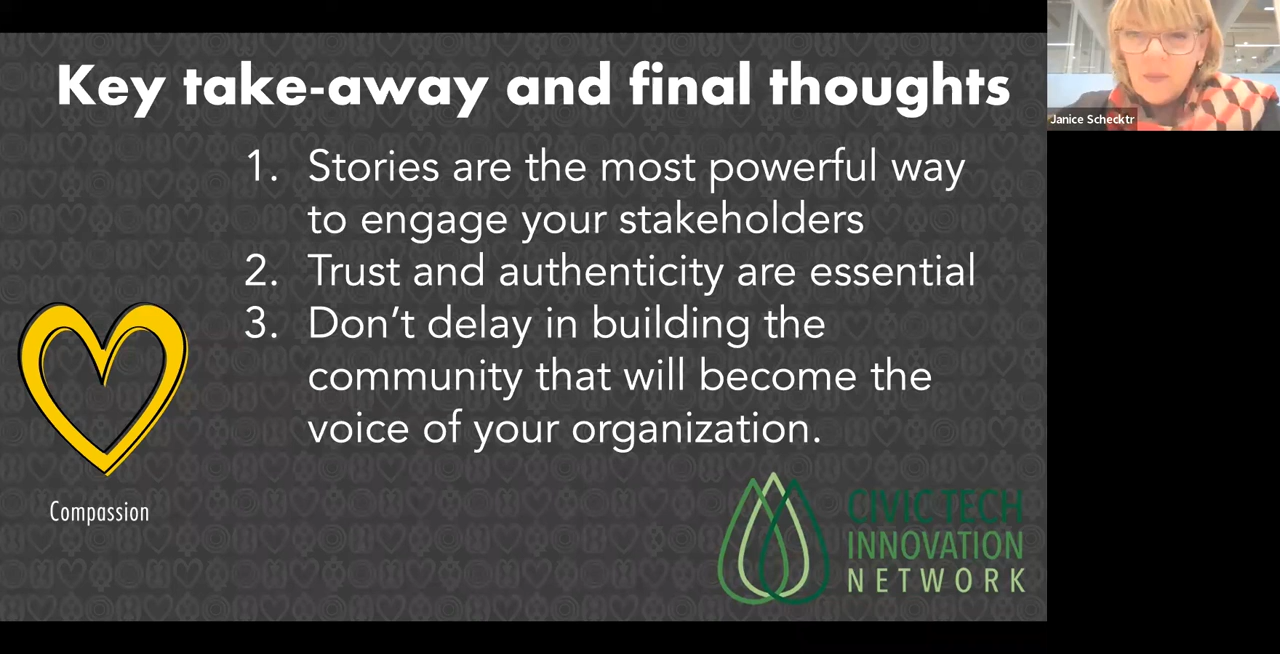 Key take-away and final thoughts
1. Stories are the most powerful way
to engage your stakeholders
2. Trust and authenticity are essential
3. Don't delay in building the
community that will become the
voice of your organization.
Compassion
CIVIC TECH
INNOVATION
NETWORK
Janice Schecktr